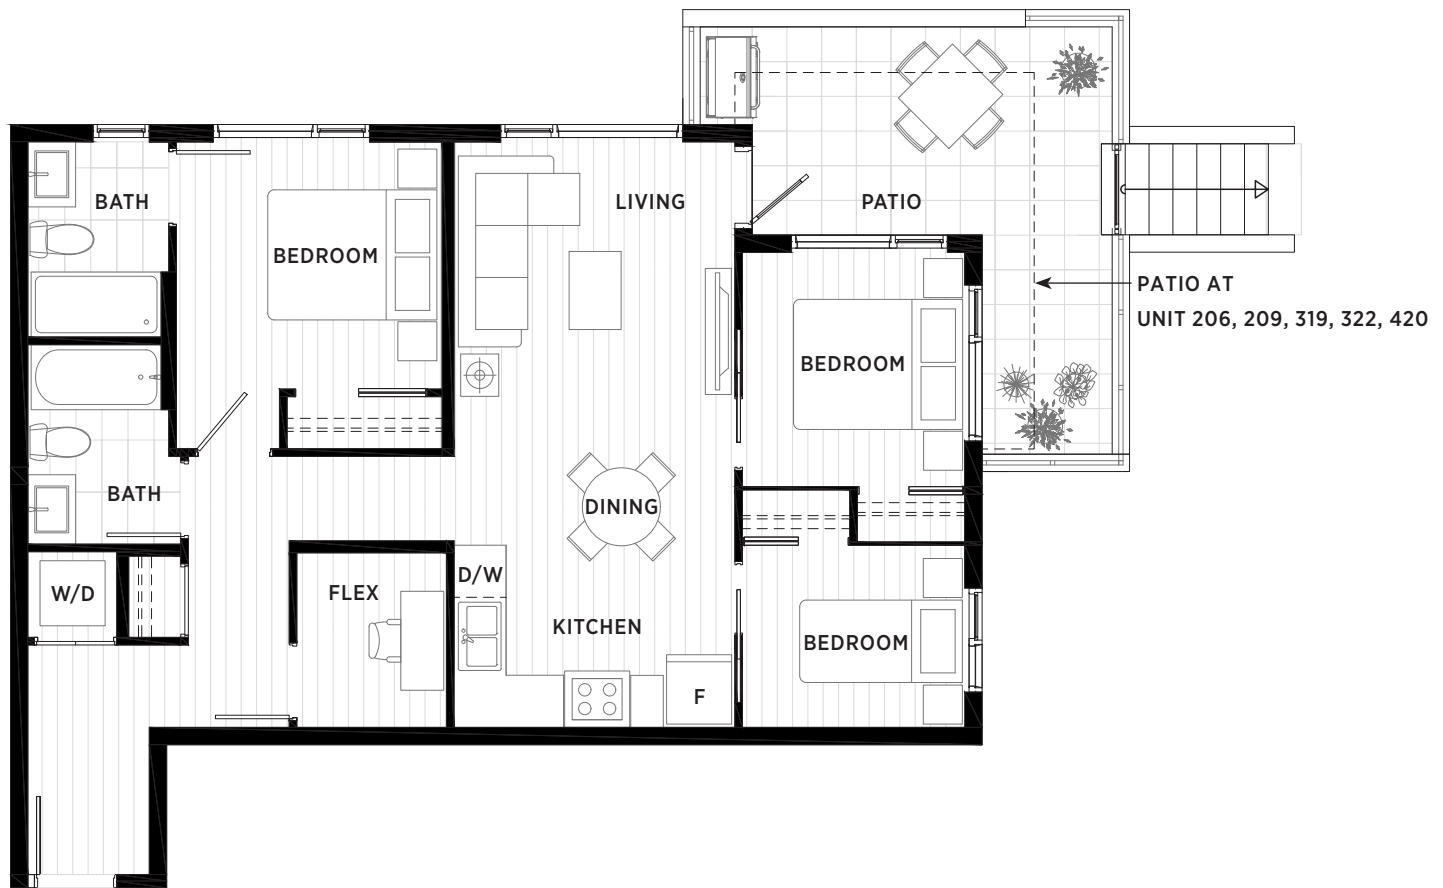 BATH
LIVING
PATIO
BEDROOM
PATIO AT
UNIT 206, 209, 319, 322, 420
BEDROOM
BATH
DINING
W/D
FLEX
D/W
KITCHEN
BEDROOM
F